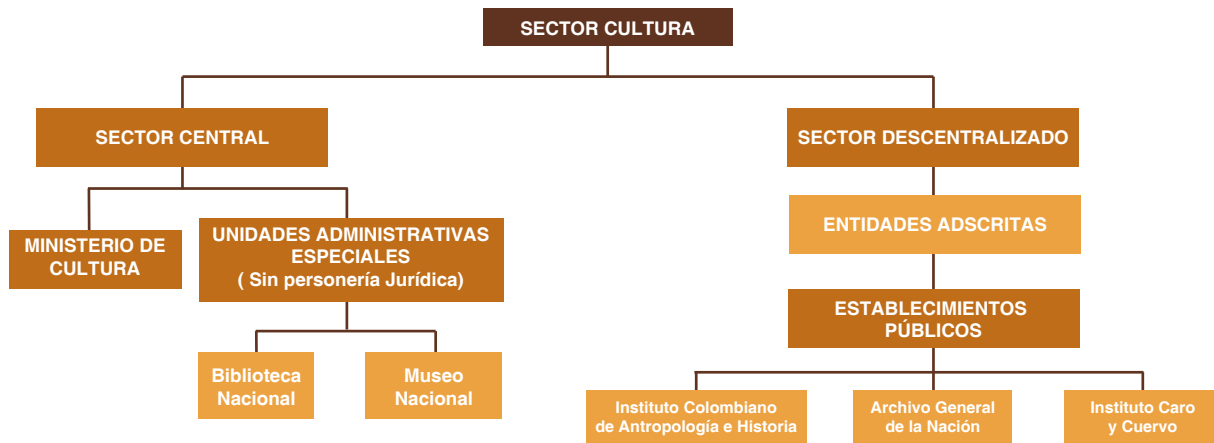 SECTOR CULTURA
SECTOR CENTRAL
SECTOR DESCENTRALIZADO
MINISTERIO DE
CULTURA
UNIDADES ADMINISTRATIVAS
ESPECIALES
( Sin personería Jurídica)
ENTIDADES ADSCRITAS
ESTABLECIMIENTOS
PÚBLICOS
Biblioteca
Nacional
Museo
Nacional
Instituto Colombiano
de Antropología e Historia
Archivo General
de la Nación
Instituto Caro
y Cuervo